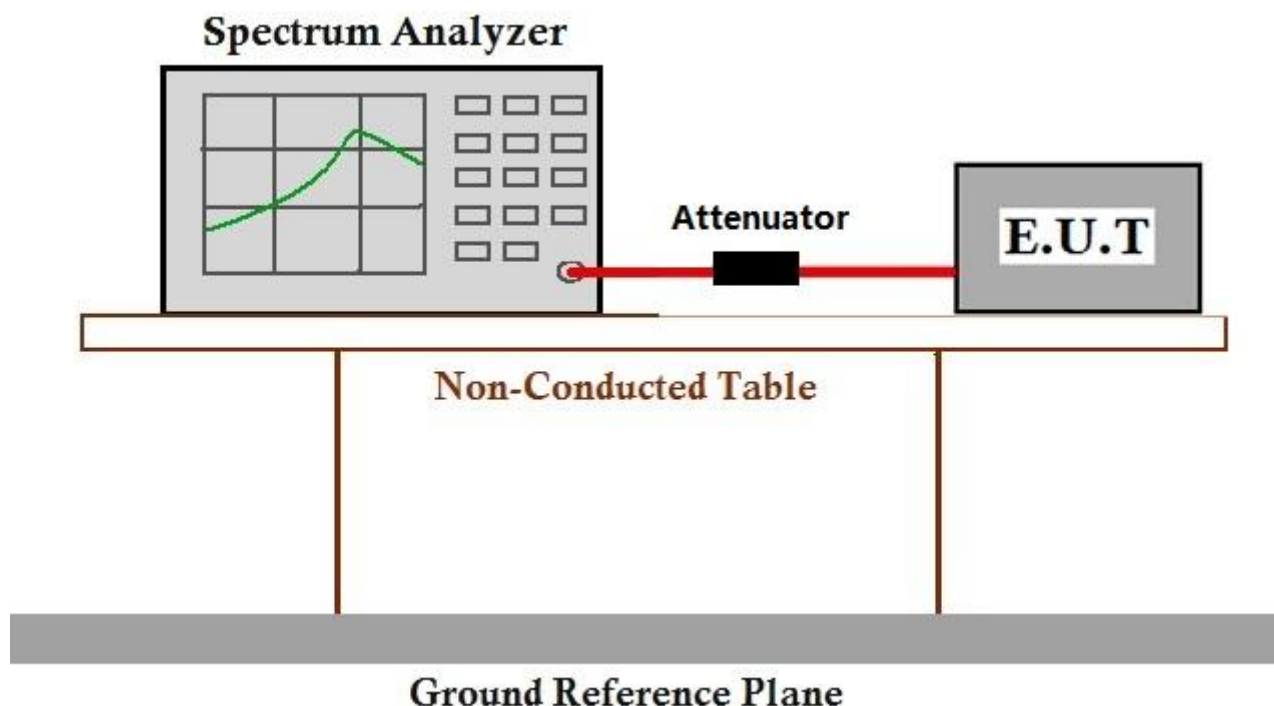 Spectrum Analyzer
Attenuator
E.U.T
Non-Conducted Table
Ground Reference Plane